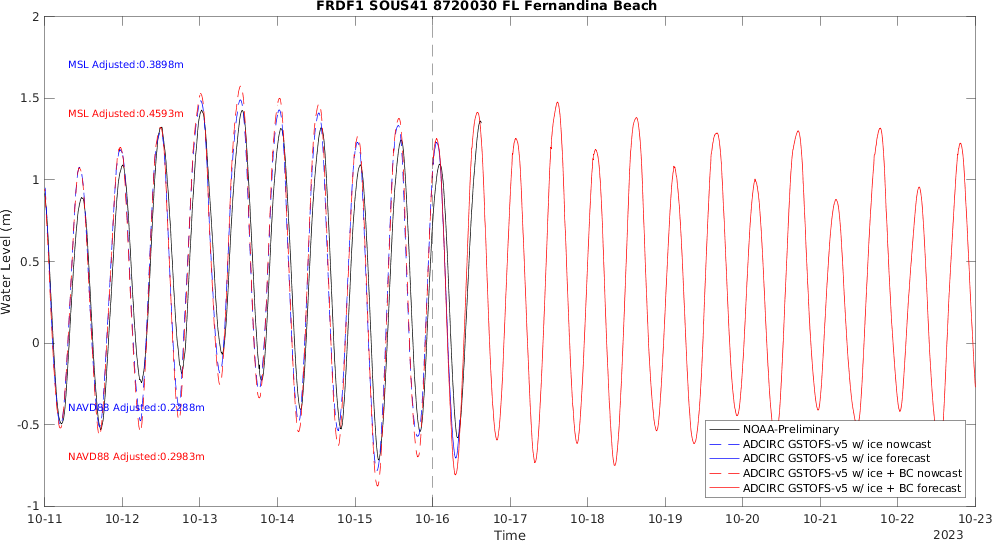 FRDF1 SOUS41 8720030 FL Fernandina Beach
2
1.5
1
0.5
0
-0.5
-1
Water Level (m)
MSL Adjusted:0.3898m
MSL Adjusted:0.4593m
NAVD88 Adjusted:0.2288m
NAVD88 Adjusted:0.2983m
NOAA-Preliminary
ADCIRC GSTOFS-v5 w/ ice nowcast
ADCIRC GSTOFS-v5 w/ ice forecast
ADCIRC GSTOFS-v5 w/ ice + BC nowcast
ADCIRC GSTOFS-v5 w/ ice + BC forecast
10-11 10-12 10-13 10-14 10-15 10-16 10-17 10-18 10-19 10-20 10-21 10-22 10-23
Time
2023